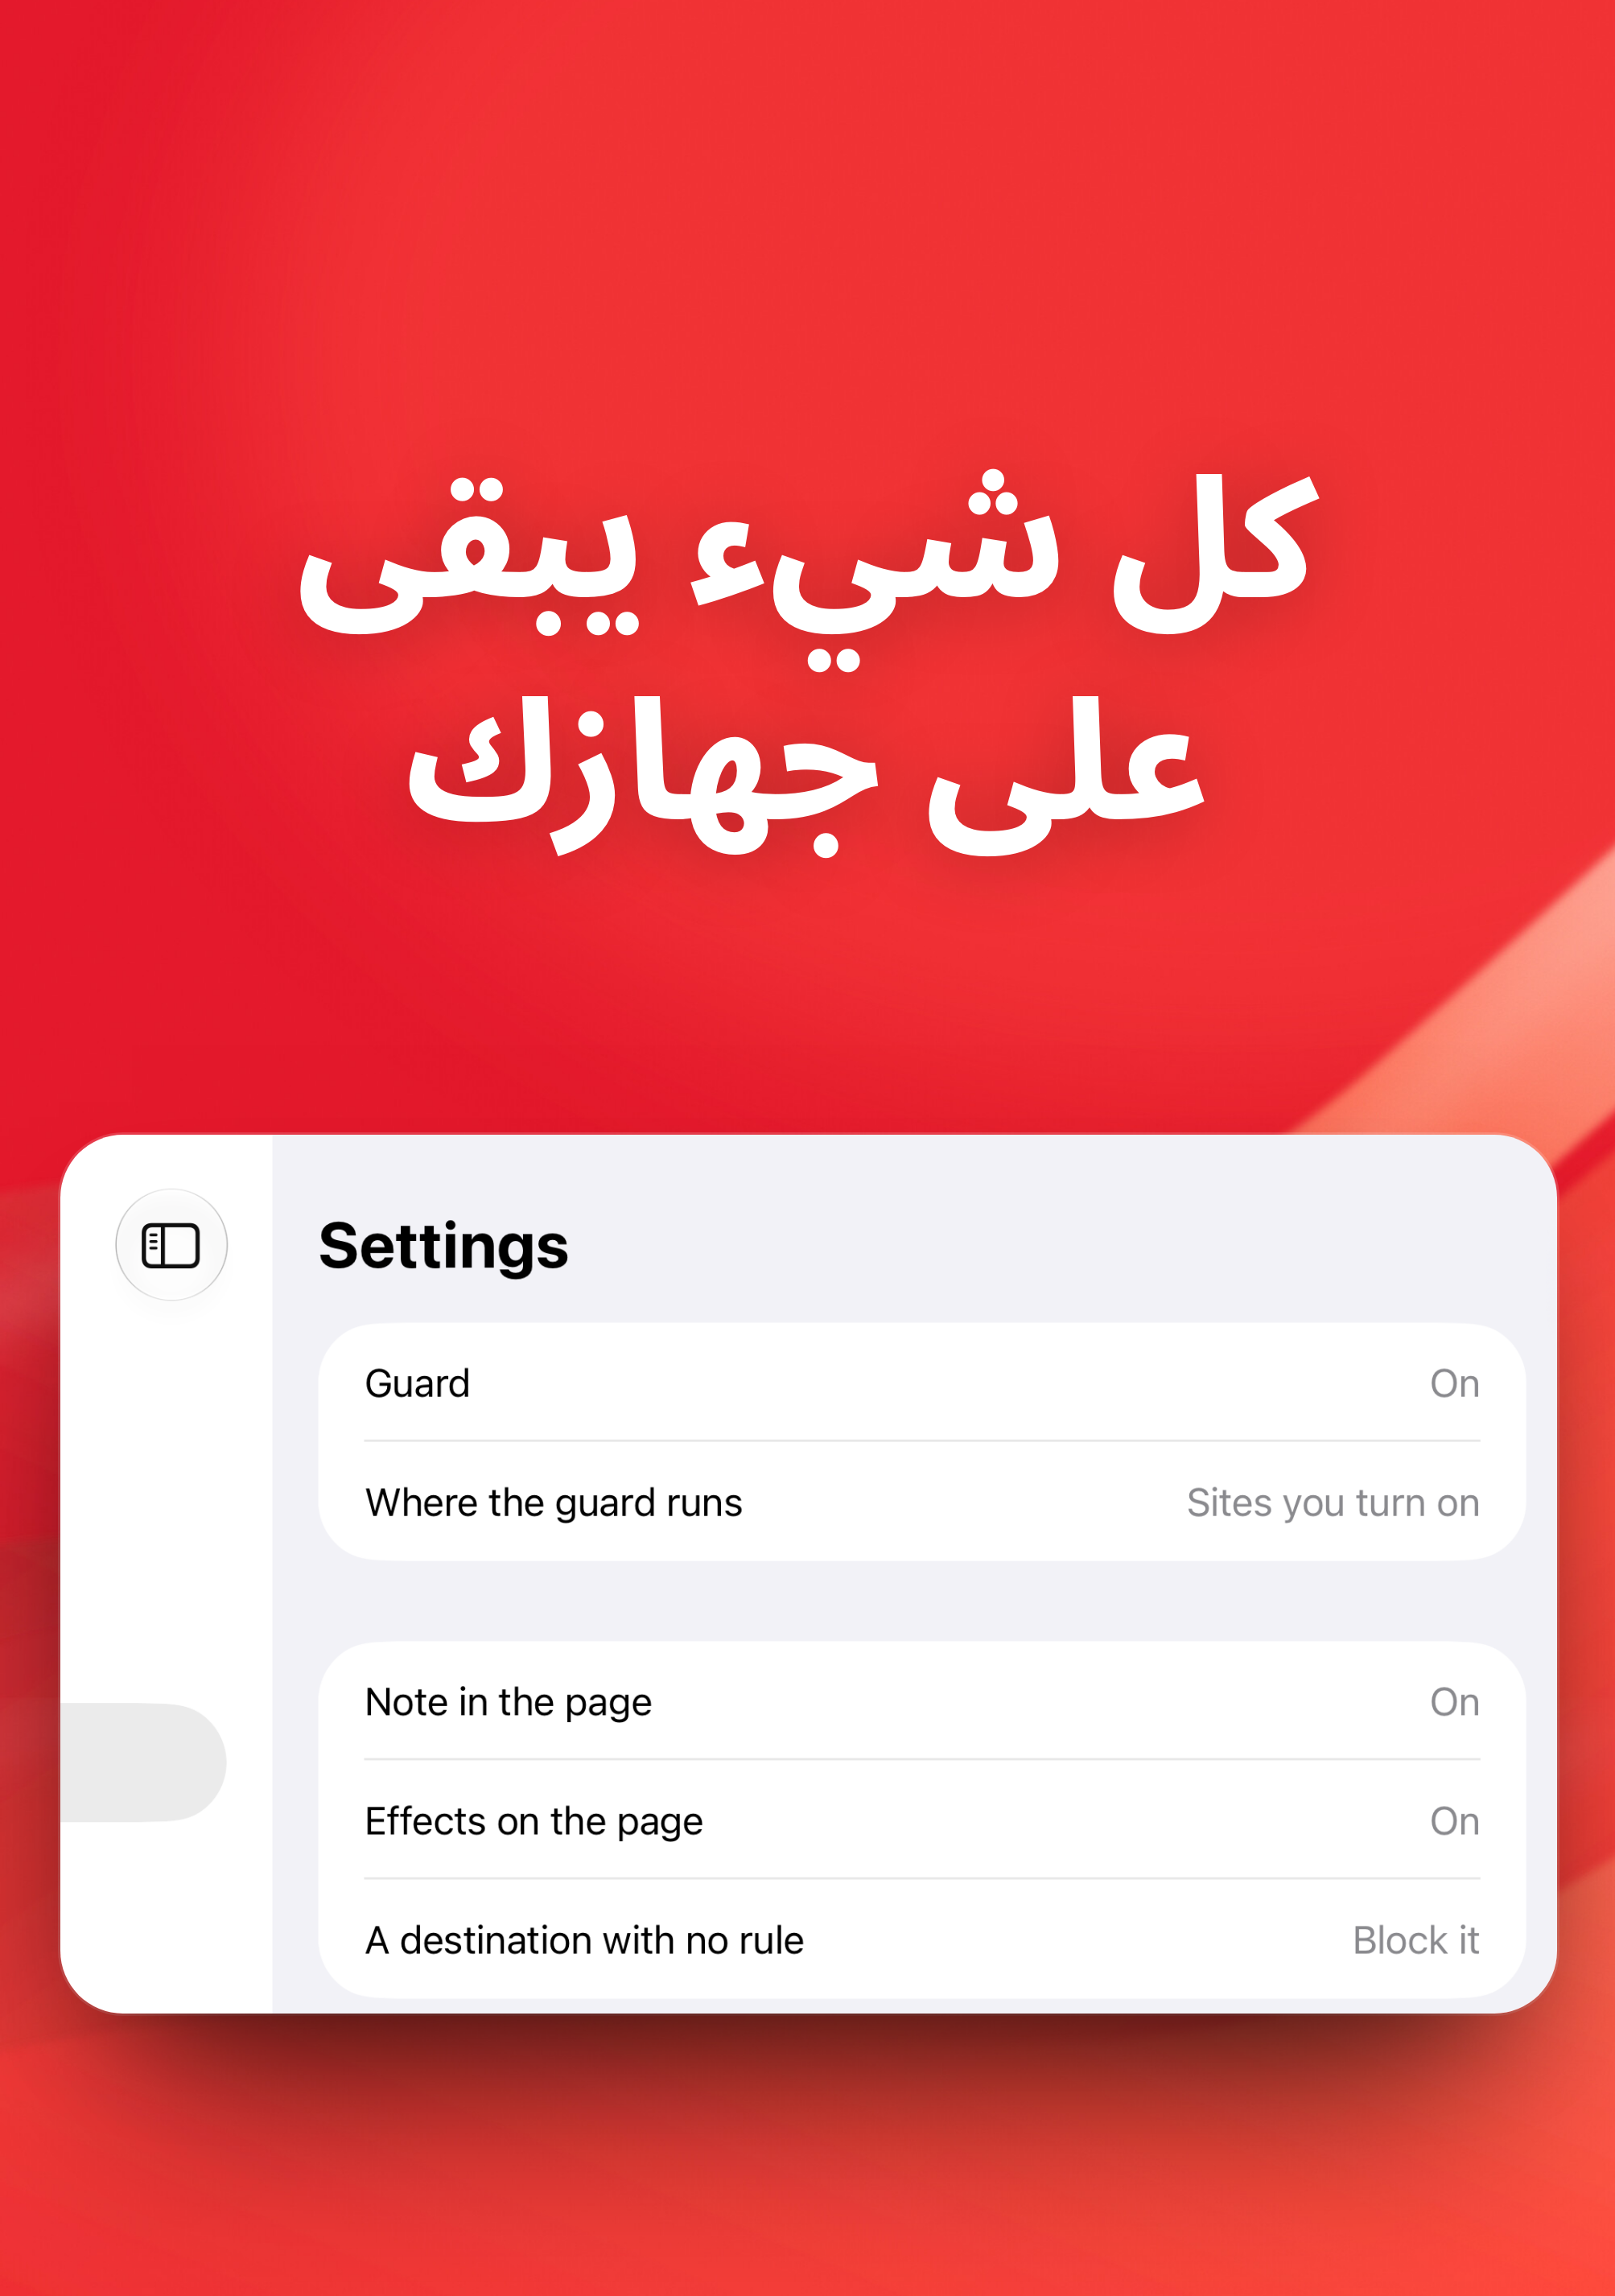 كل شيء يبقى
على جهازك
Settings
Guard On
Where the guard runs Sites you turn on
Note in the page On
Effects on the page On
A destination with no rule Block it